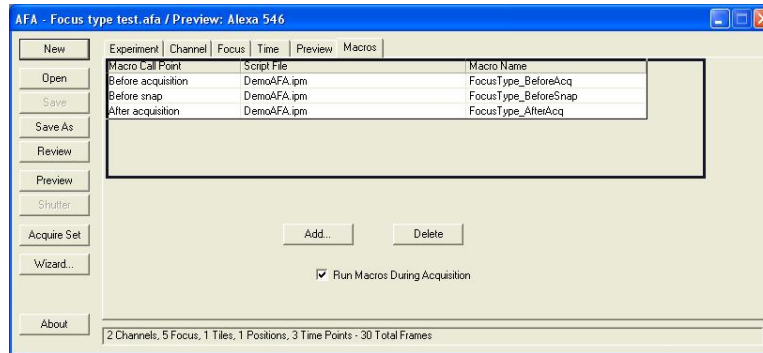 AFA - Focus type test.afa / Preview: Alexa 546
New
Open
Save
Save As
Review
Preview
Shutter
Acquire Set
Wizard...
About
Experiment Channel Focus Time Preview Macros
Macro Call Point Script File Macro Name
Before acquisition DemoAFA.ipm FocusType_BeforeAcq
Before snap DemoAFA.ipm FocusType_BeforeSnap
After acquisition DemoAFA.ipm FocusType_AfterAcq
Add... Delete
Run Macros During Acquisition
2 Channels, 5 Focus, 1 Tiles, 1 Positions, 3 Time Points - 30 Total Frames